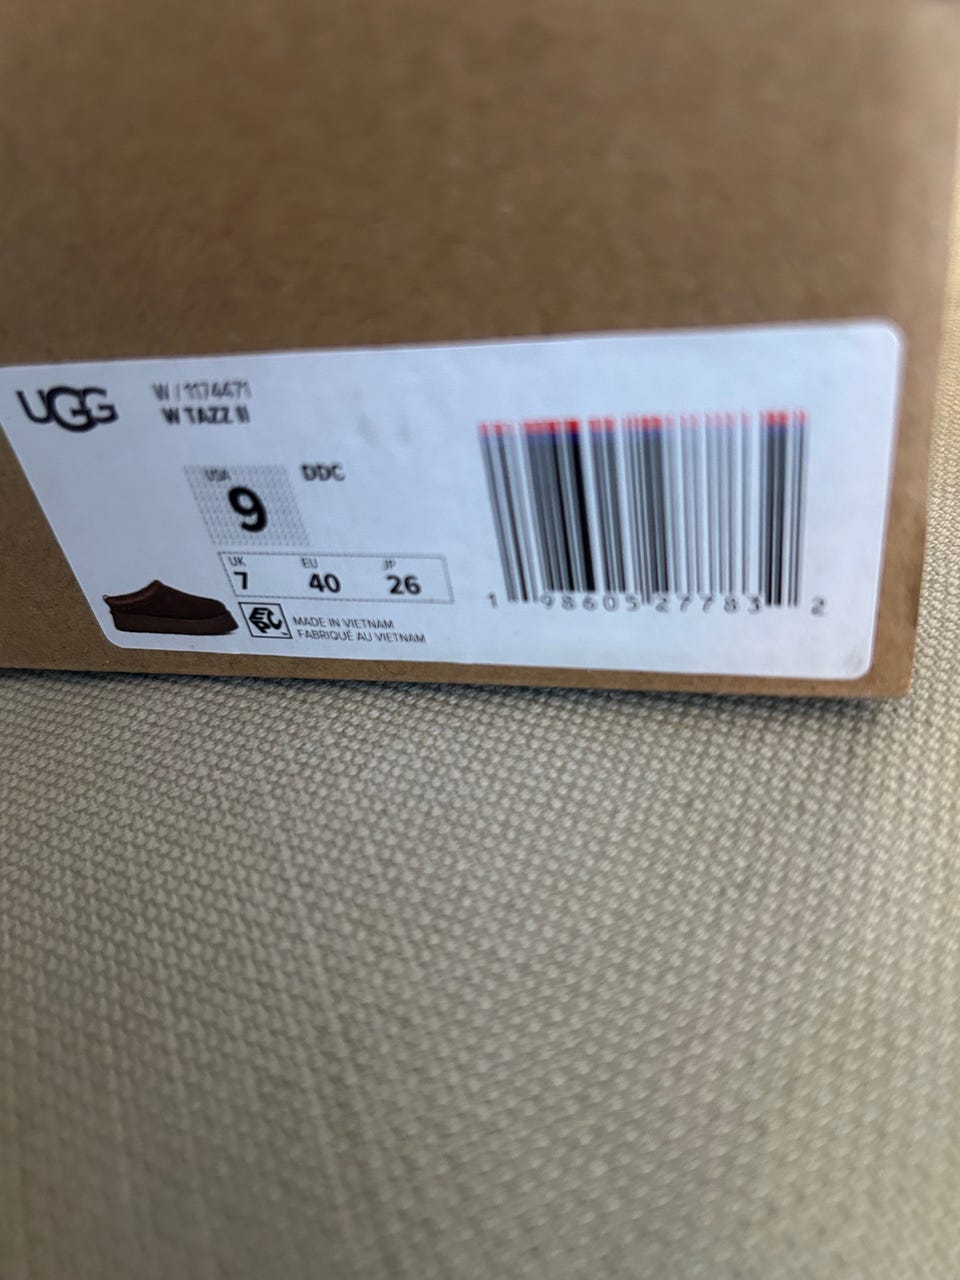 UGG
W / 1174471
W TAZZ II
USA
9
DDC
UK EU JP
7 40 26
MADE IN VIETNAM
FABRIQUÉ AU VIETNAM
1 98605 27783 2